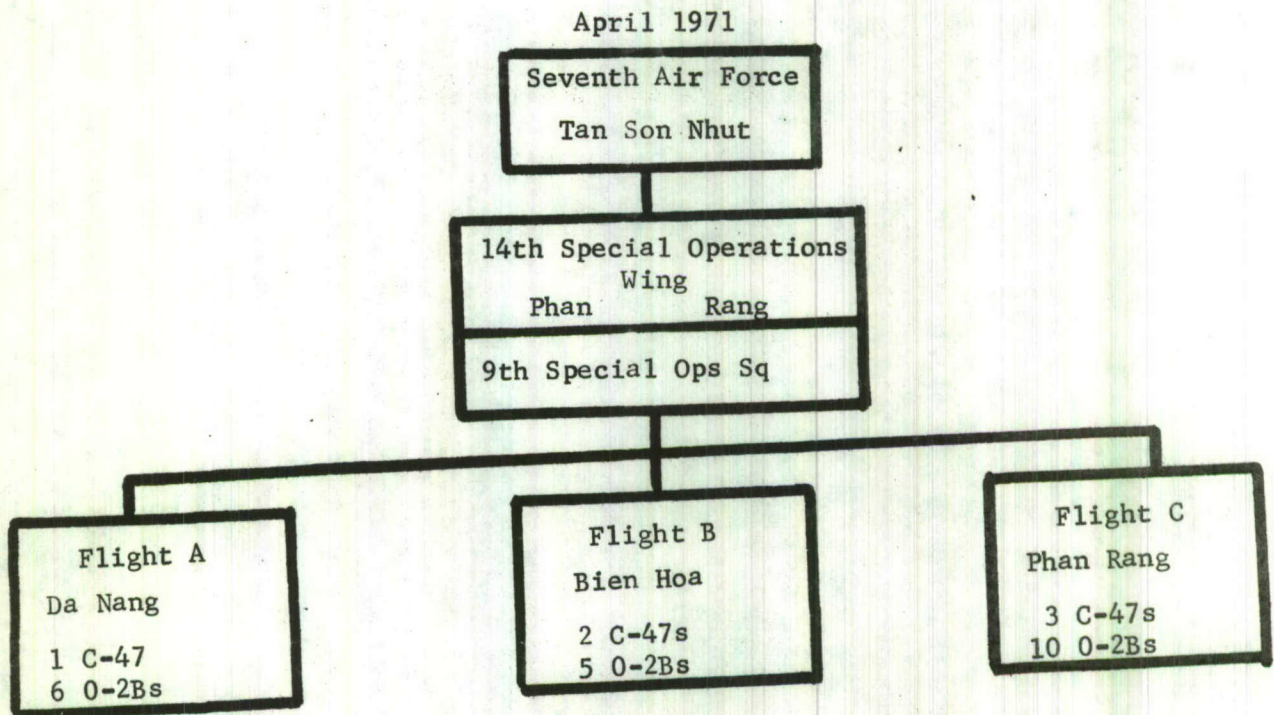 April 1971
Seventh Air Force
Tan Son Nhut
14th Special Operations
Wing
Phan Rang
9th Special Ops Sq
Flight A
Da Nang
1 C-47
6 O-2Bs
Flight B
Bien Hoa
2 C-47s
5 O-2Bs
Flight C
Phan Rang
3 C-47s
10 O-2Bs